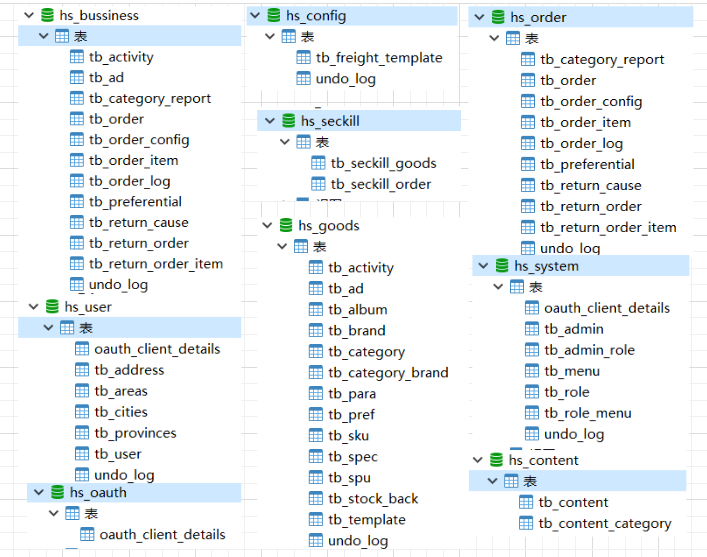 hs_bussiness
表
tb_activity
tb_ad
tb_category_report
tb_order
tb_order_config
tb_order_item
tb_order_log
tb_preferential
tb_return_cause
tb_return_order
tb_return_order_item
undo_log
hs_user
表
oauth_client_details
tb_address
tb_areas
tb_cities
tb_provinces
tb_user
undo_log
hs_oauth
表
oauth_client_details
hs_config
表
tb_freight_template
undo_log
hs_seckill
表
tb_seckill_goods
tb_seckill_order
hs_goods
表
tb_activity
tb_ad
tb_album
tb_brand
tb_category
tb_category_brand
tb_para
tb_pref
tb_sku
tb_spec
tb_spu
tb_stock_back
tb_template
undo_log
hs_order
表
tb_category_report
tb_order
tb_order_config
tb_order_item
tb_order_log
tb_preferential
tb_return_cause
tb_return_order
tb_return_order_item
undo_log
hs_system
表
oauth_client_details
tb_admin
tb_admin_role
tb_menu
tb_role
tb_role_menu
undo_log
hs_content
表
tb_content
tb_content_category